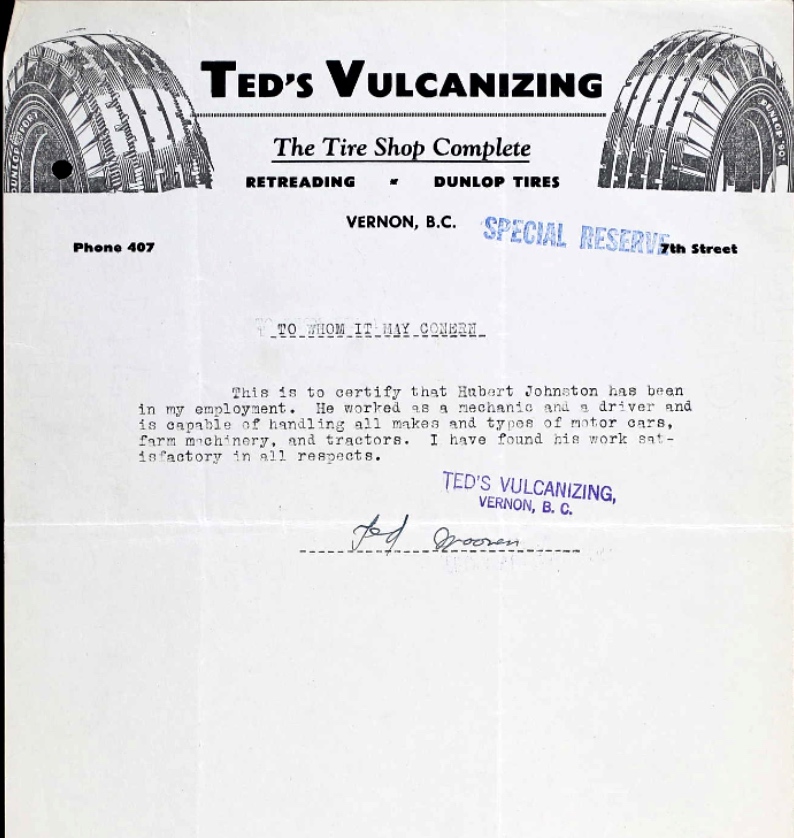 TED'S VULCANIZING
The Tire Shop Complete
RETREADING - DUNLOP TIRES
VERNON, B.C.
SPECIAL RESERVE
Phone 407 7th Street
TO WHOM IT MAY CONERN
This is to certify that Hubert Johnston has been
in my employment. He worked as a mechanic and a driver and
is capable of handling all makes and types of motor cars,
farm machinery, and tractors. I have found his work sat-
isfactory in all respects.
TED'S VULCANIZING,
VERNON, B. C.
Ted